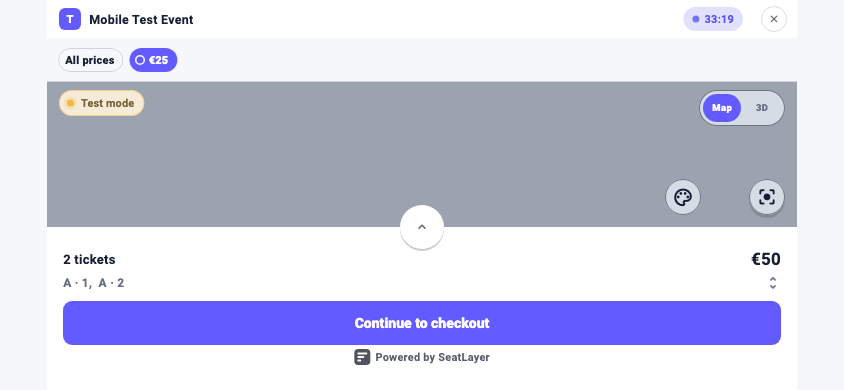 T Mobile Test Event 33:19
All prices €25
Test mode Map 3D
2 tickets €50
A · 1, A · 2
Continue to checkout
Powered by SeatLayer